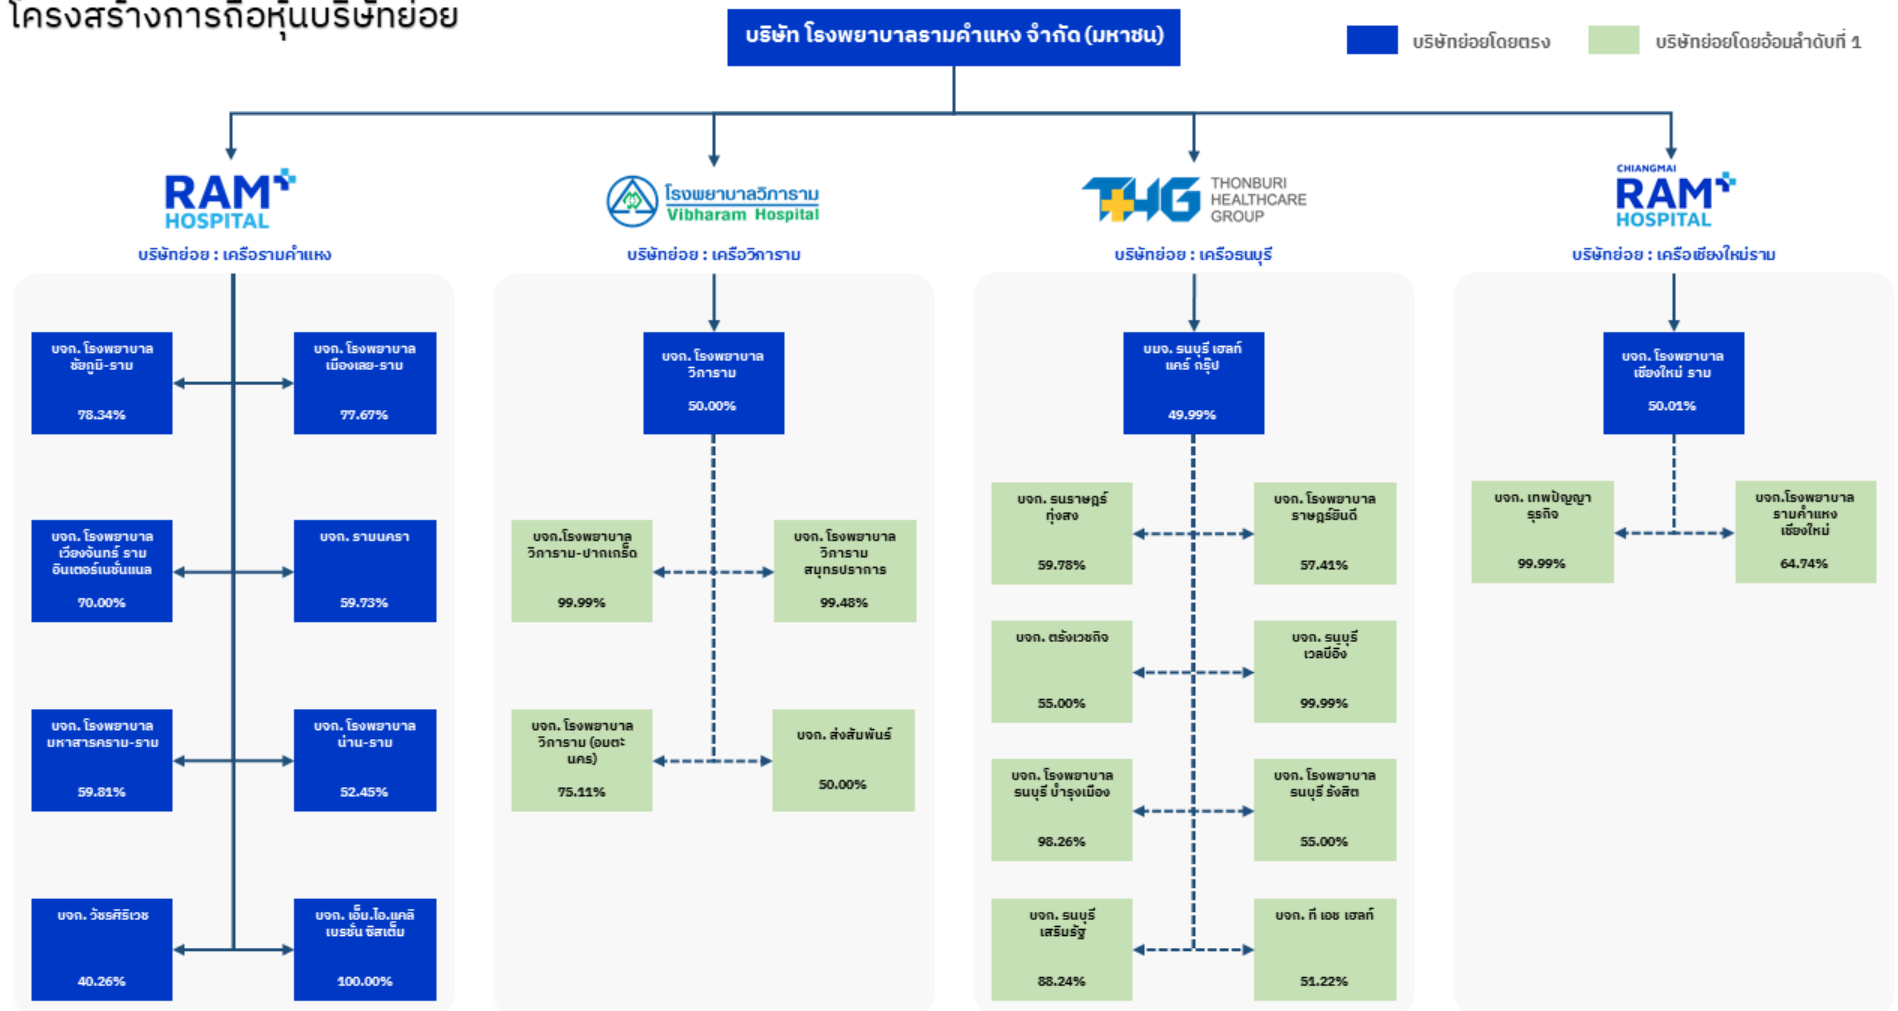 โครงสร้างการถือหุ้นบริษัทย่อย
บริษัท โรงพยาบาลรามคำแหง จำกัด (มหาชน)
บริษัทย่อยโดยตรง
บริษัทย่อยโดยอ้อมลำดับที่ 1
RAM
HOSPITAL
บริษัทย่อย : เครือรามคำแหง
บจก. โรงพยาบาล
ชัยภูมิ-ราม
78.34%
บจก. โรงพยาบาล
เมืองเลย-ราม
77.67%
บจก. โรงพยาบาล
เวียงจันทร์ ราม
อินเตอร์เนชั่นแนล
70.00%
บจก. รามนครา
59.73%
บจก. โรงพยาบาล
มหาสารคราม-ราม
59.81%
บจก. โรงพยาบาล
น่าน-ราม
52.45%
บจก. วัชรศิริเวช
40.26%
บจก. เอ็ม.ไอ.แคลิ
เบรชั่น ซิสเต็ม
100.00%
โรงพยาบาลวิภาราม
Vibharam Hospital
บริษัทย่อย : เครือวิภาราม
บจก. โรงพยาบาล
วิภาราม
50.00%
บจก.โรงพยาบาล
วิภาราม-ปากเกร็ด
99.99%
บจก. โรงพยาบาล
วิภาราม
สมุทรปราการ
99.48%
บจก. โรงพยาบาล
วิภาราม (อมตะ
นคร)
75.11%
บจก. ส่งสัมพันธ์
50.00%
THG
THONBURI
HEALTHCARE
GROUP
บริษัทย่อย : เครือธนบุรี
บมจ. ธนบุรี เฮลท์
แคร์ กรุ๊ป
49.99%
บจก. ธนราษฎร์
ทุ่งสง
59.78%
บจก. โรงพยาบาล
ราษฎร์ยินดี
57.41%
บจก. ตรังเวชกิจ
55.00%
บจก. ธนบุรี
เวลบีอิ้ง
99.99%
บจก. โรงพยาบาล
ธนบุรี บำรุงเมือง
98.26%
บจก. โรงพยาบาล
ธนบุรี รังสิต
55.00%
บจก. ธนบุรี
เสริมรัฐ
88.24%
บจก. ที เอช เฮลท์
51.22%
CHIANGMAI
RAM
HOSPITAL
บริษัทย่อย : เครือเชียงใหม่ราม
บจก. โรงพยาบาล
เชียงใหม่ ราม
50.01%
บจก. เทพปัญญา
ธุรกิจ
99.99%
บจก.โรงพยาบาล
รามคำแหง
เชียงใหม่
64.74%